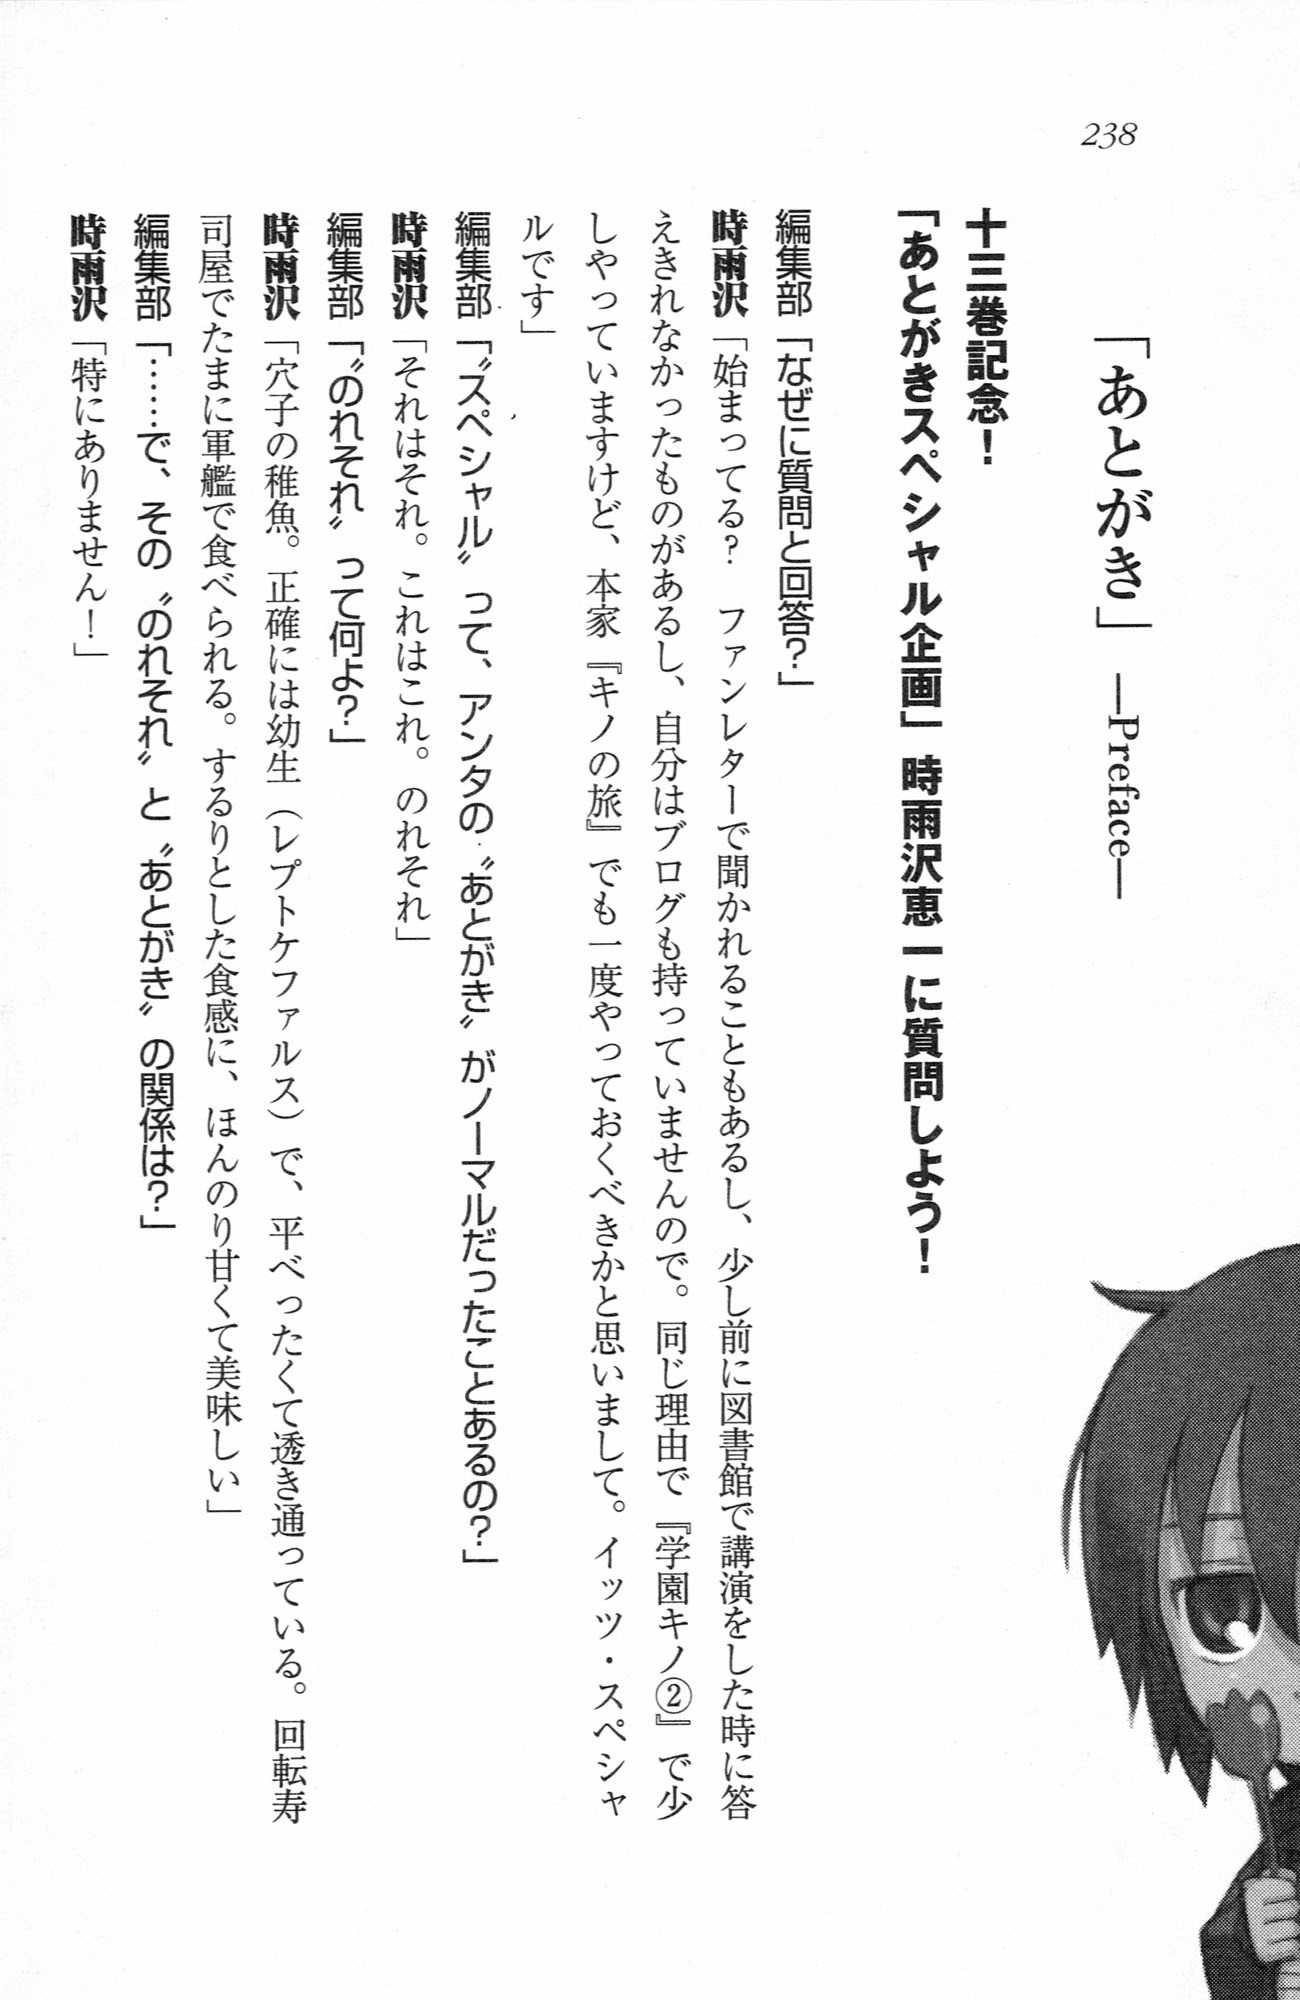 238
「あとがき」 ―Preface―
十三巻記念！
「あとがきスペシャル企画」時雨沢恵一に質問しよう！
編集部「なぜに質問と回答？」
時雨沢「始まってる？　ファンレターで聞かれることもあるし、少し前に図書館で講演をした時に答
えきれなかったものがあるし、自分はブログも持っていませんので。同じ理由で『学園キノ②』で少
しやっていますけど、本家『キノの旅』でも一度やっておくべきかと思いまして。イッツ・スペシャ
ルです」
編集部「〝スペシャル〟って、アンタの〝あとがき〟がノーマルだったことあるの？」
時雨沢「それはそれ。これはこれ。のれそれ」
編集部「〝のれそれ〟って何よ？」
時雨沢「穴子の稚魚。正確には幼生（レプトケファルス）で、平べったくて透き通っている。回転寿
司屋でたまに軍艦で食べられる。するりとした食感に、ほんのり甘くて美味しい」
編集部「……で、その〝のれそれ〟と〝あとがき〟の関係は？」
時雨沢「特にありません！」